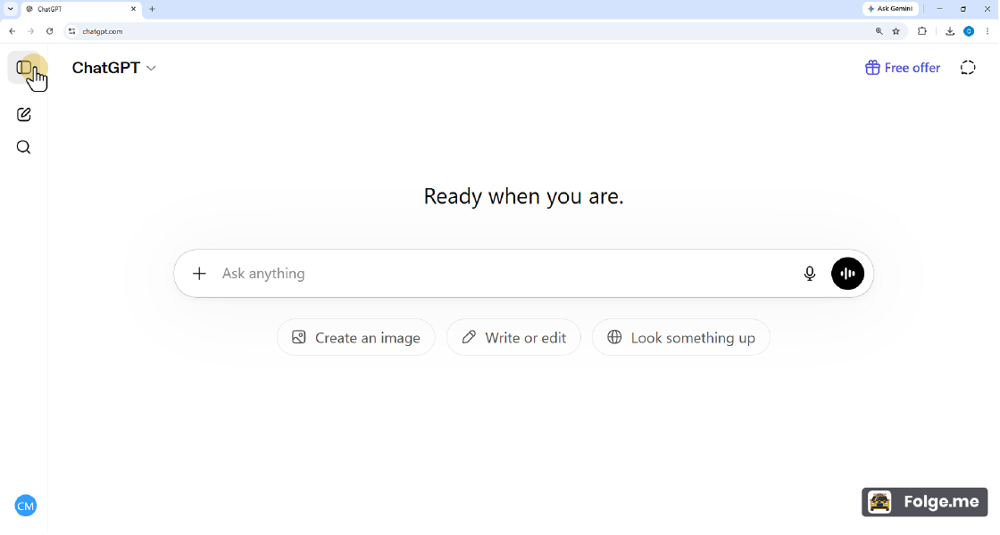 ChatGPT
Ask Gemini
chatgpt.com
ChatGPT
Free offer
Ready when you are.
Ask anything
Create an image
Write or edit
Look something up
CM
Folge.me